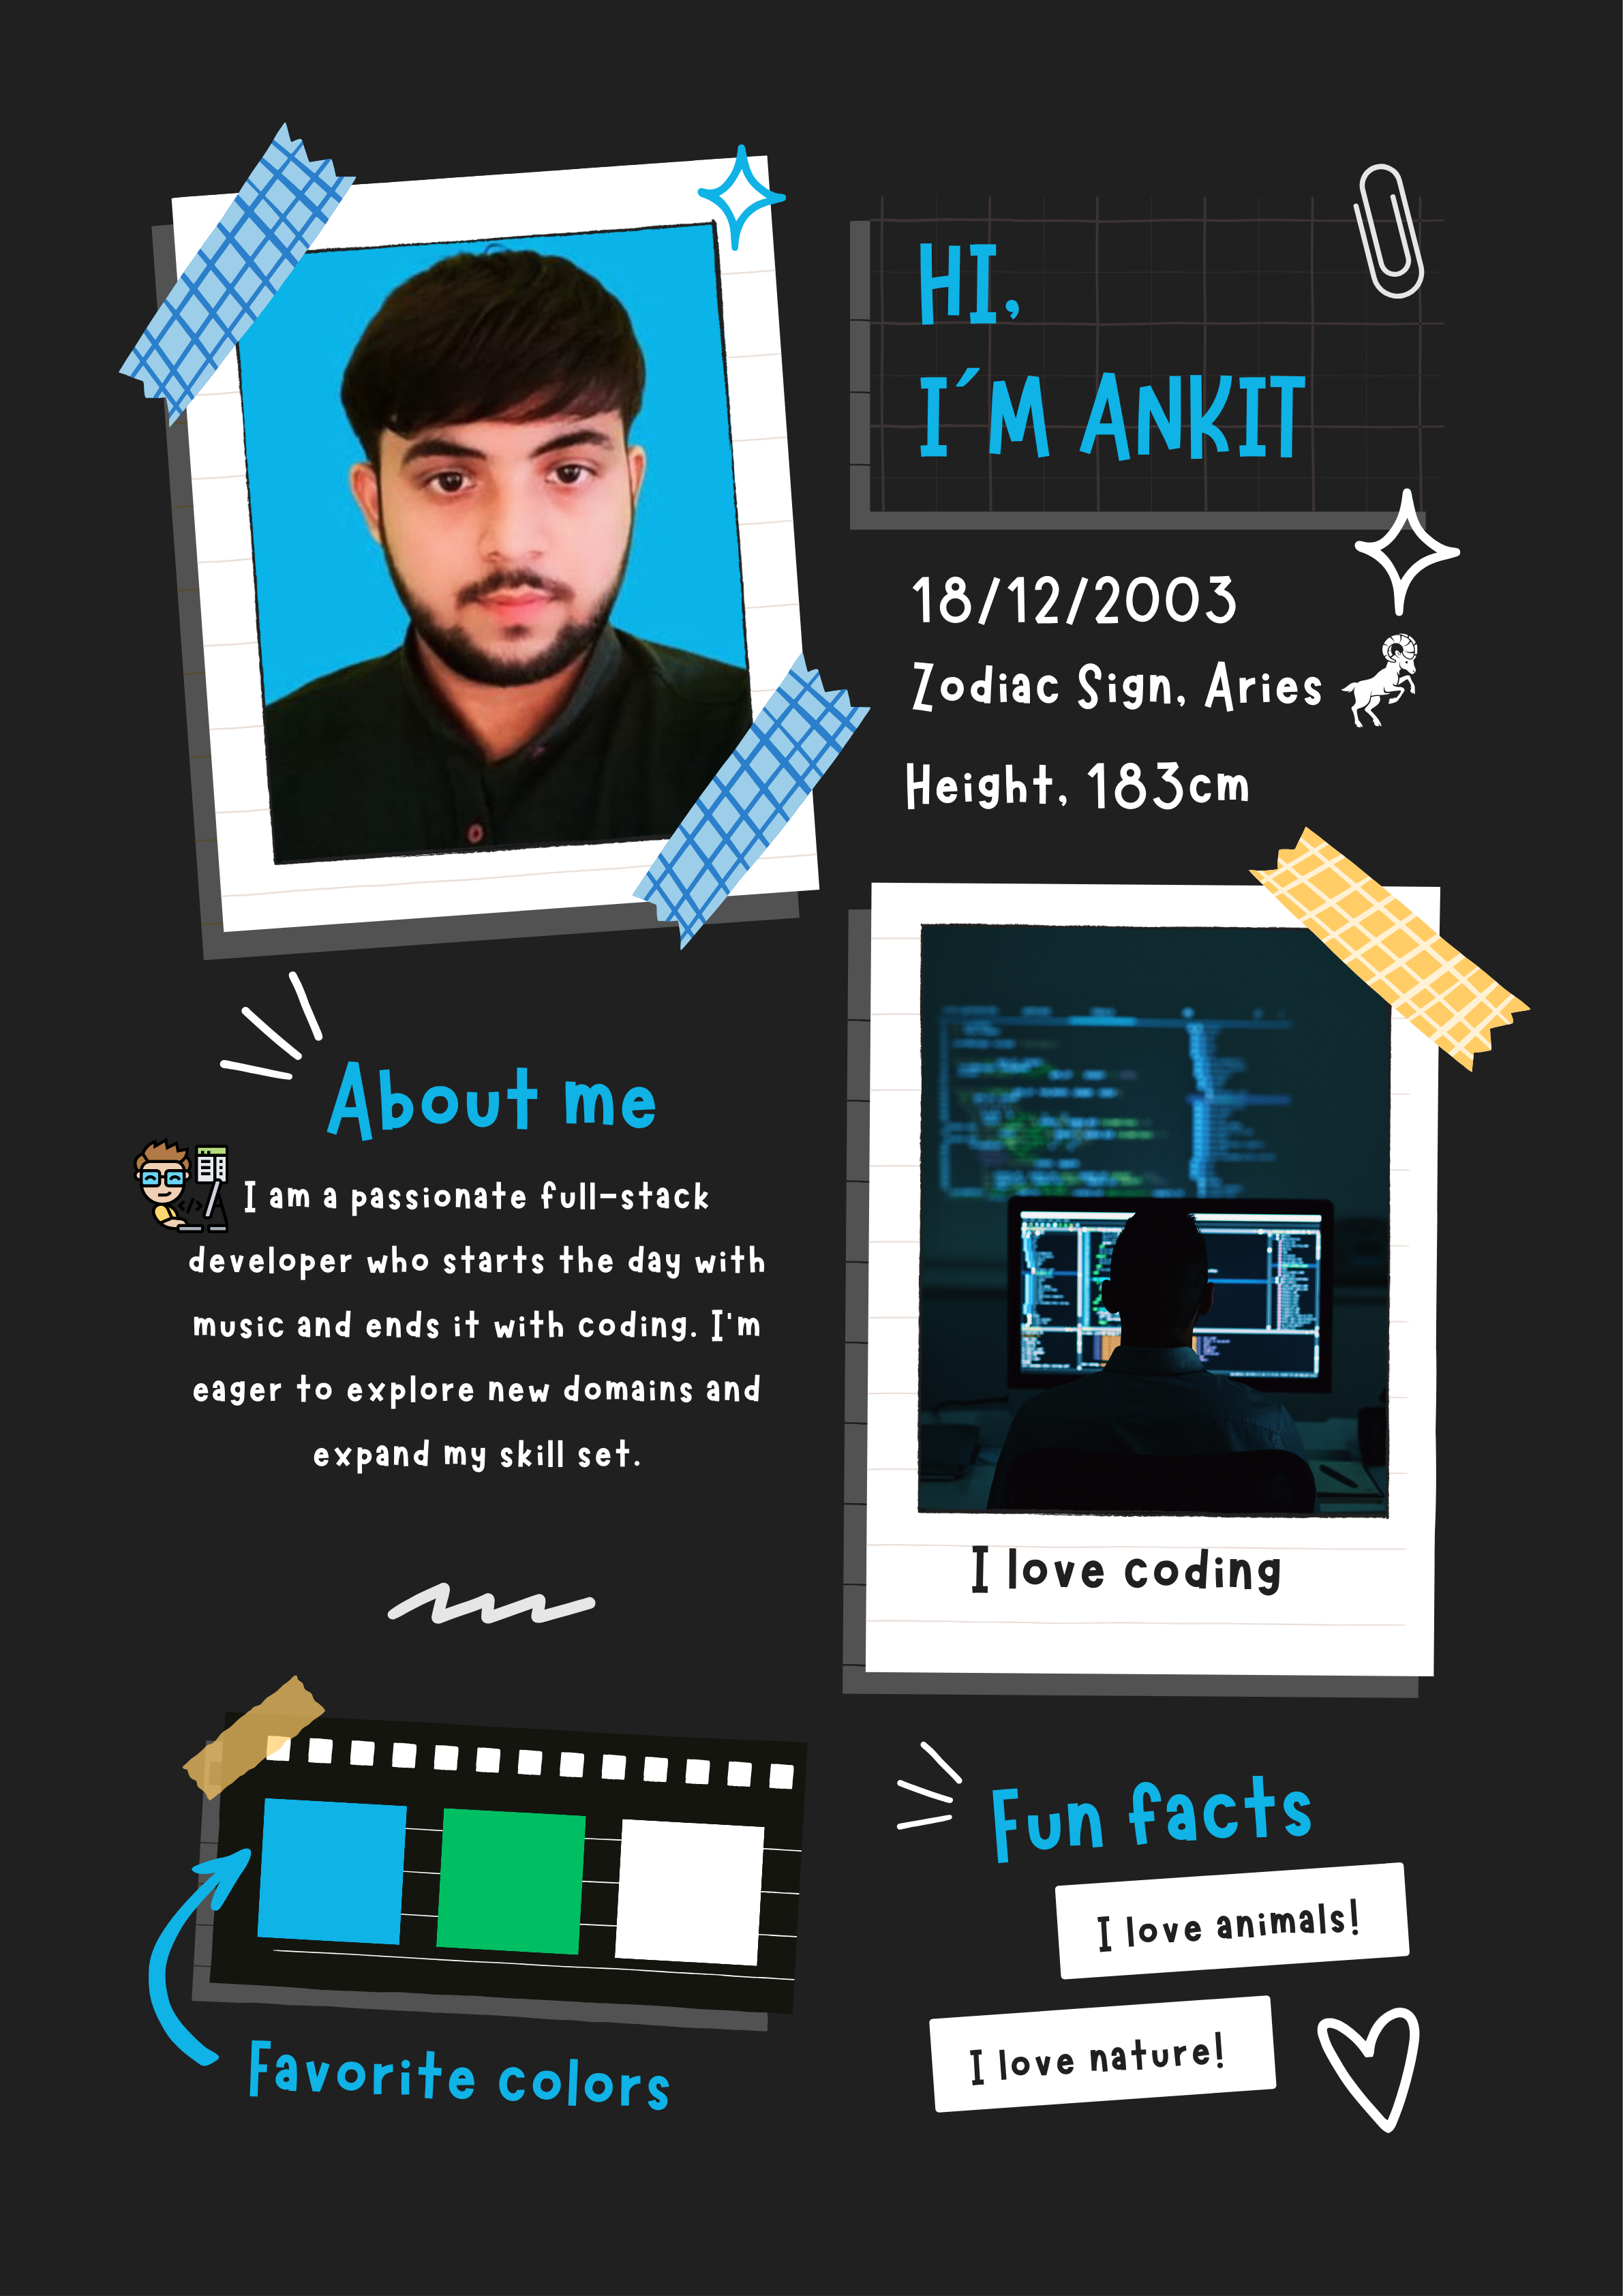 HI,
I´M ANKIT
18/12/2003
Zodiac Sign, Aries
Height, 183cm
About me
I am a passionate full-stack
developer who starts the day with
music and ends it with coding. I'm
eager to explore new domains and
expand my skill set.
I love coding
Favorite colors
Fun facts
I love animals!
I love nature!